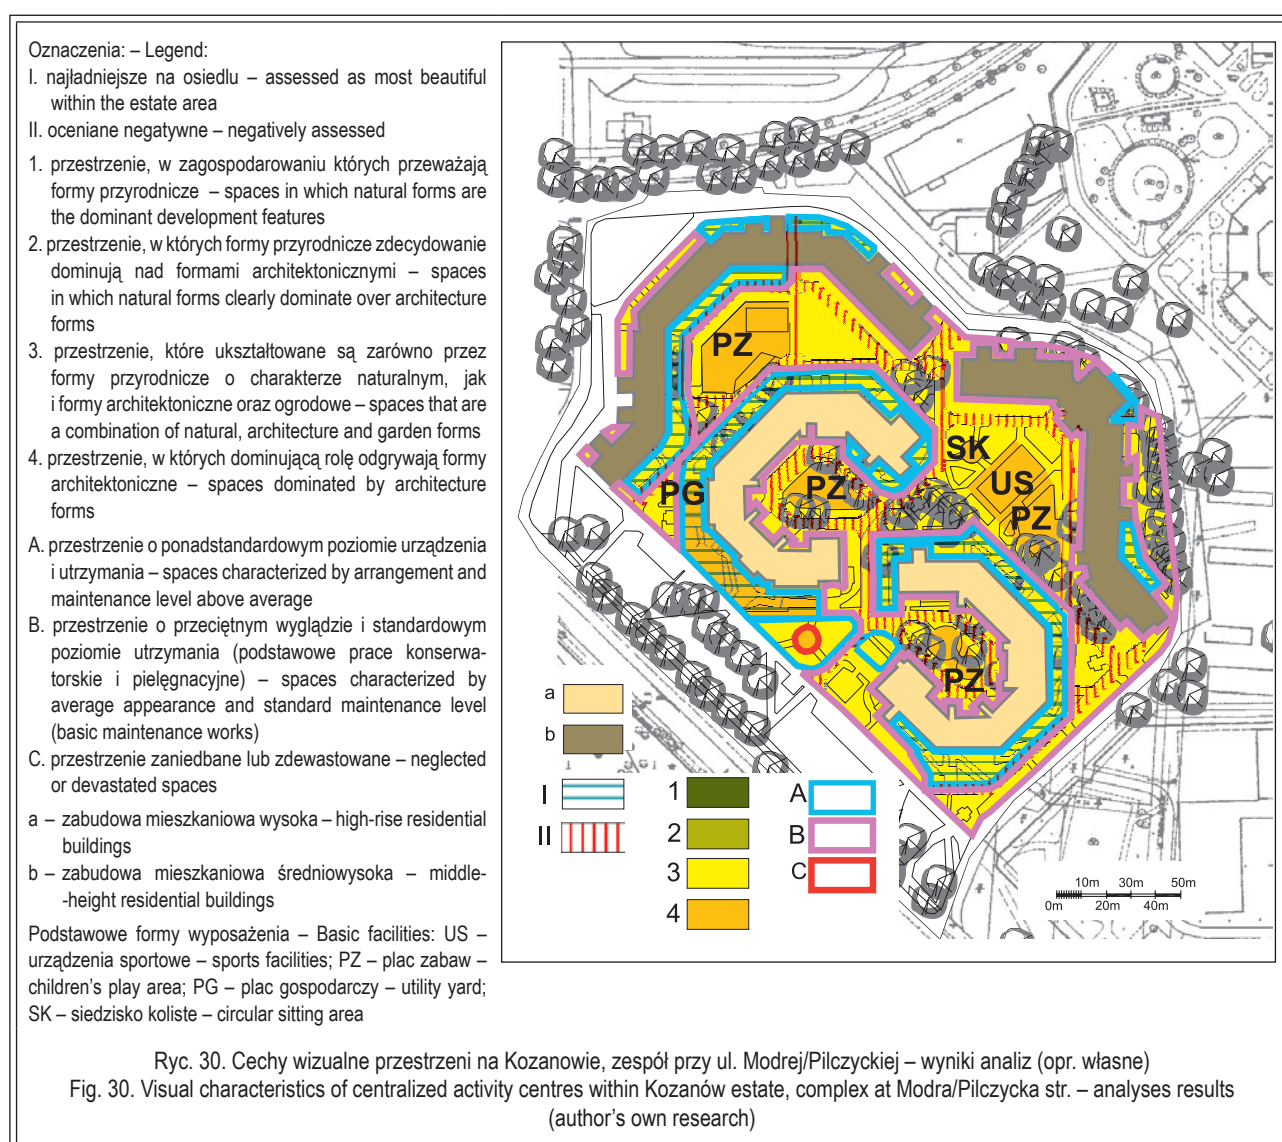 Oznaczenia: – Legend:
I. najładniejsze na osiedlu – assessed as most beautiful
within the estate area
II. oceniane negatywne – negatively assessed
1. przestrzenie, w zagospodarowaniu których przeważają
formy przyrodnicze – spaces in which natural forms are
the dominant development features
2. przestrzenie, w których formy przyrodnicze zdecydowanie
dominują nad formami architektonicznymi – spaces
in which natural forms clearly dominate over architecture
forms
3. przestrzenie, które ukształtowane są zarówno przez
formy przyrodnicze o charakterze naturalnym, jak
i formy architektoniczne oraz ogrodowe – spaces that are
a combination of natural, architecture and garden forms
4. przestrzenie, w których dominującą rolę odgrywają formy
architektoniczne – spaces dominated by architecture
forms
A. przestrzenie o ponadstandardowym poziomie urządzenia
i utrzymania – spaces characterized by arrangement and
maintenance level above average
B. przestrzenie o przeciętnym wyglądzie i standardowym
poziomie utrzymania (podstawowe prace konserwa-
torskie i pielęgnacyjne) – spaces characterized by
average appearance and standard maintenance level
(basic maintenance works)
C. przestrzenie zaniedbane lub zdewastowane – neglected
or devastated spaces
a – zabudowa mieszkaniowa wysoka – high-rise residential
buildings
b – zabudowa mieszkaniowa średniowysoka – middle-
-height residential buildings
Podstawowe formy wyposażenia – Basic facilities: US –
urządzenia sportowe – sports facilities; PZ – plac zabaw –
children's play area; PG – plac gospodarczy – utility yard;
SK – siedzisko koliste – circular sitting area
PZ
SK
PG
PZ
US
PZ
PZ
a
b
I
II
1
2
3
4
A
B
C
10m 30m 50m
0m 20m 40m
Ryc. 30. Cechy wizualne przestrzeni na Kozanowie, zespół przy ul. Modrej/Pilczyckiej – wyniki analiz (opr. własne)
Fig. 30. Visual characteristics of centralized activity centres within Kozanów estate, complex at Modra/Pilczycka str. – analyses results
(author's own research)